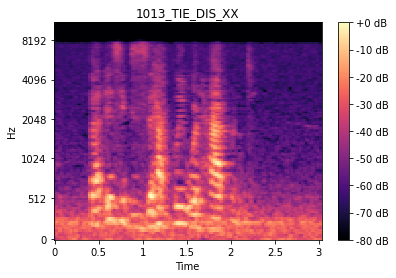 1013_TIE_DIS_XX
+0 dB
8192
-10 dB
4096
-20 dB
-30 dB
2048
Hz
-40 dB
1024
-50 dB
512
-60 dB
-70 dB
0
-80 dB
0 0.5 1 1.5 2 2.5 3
Time